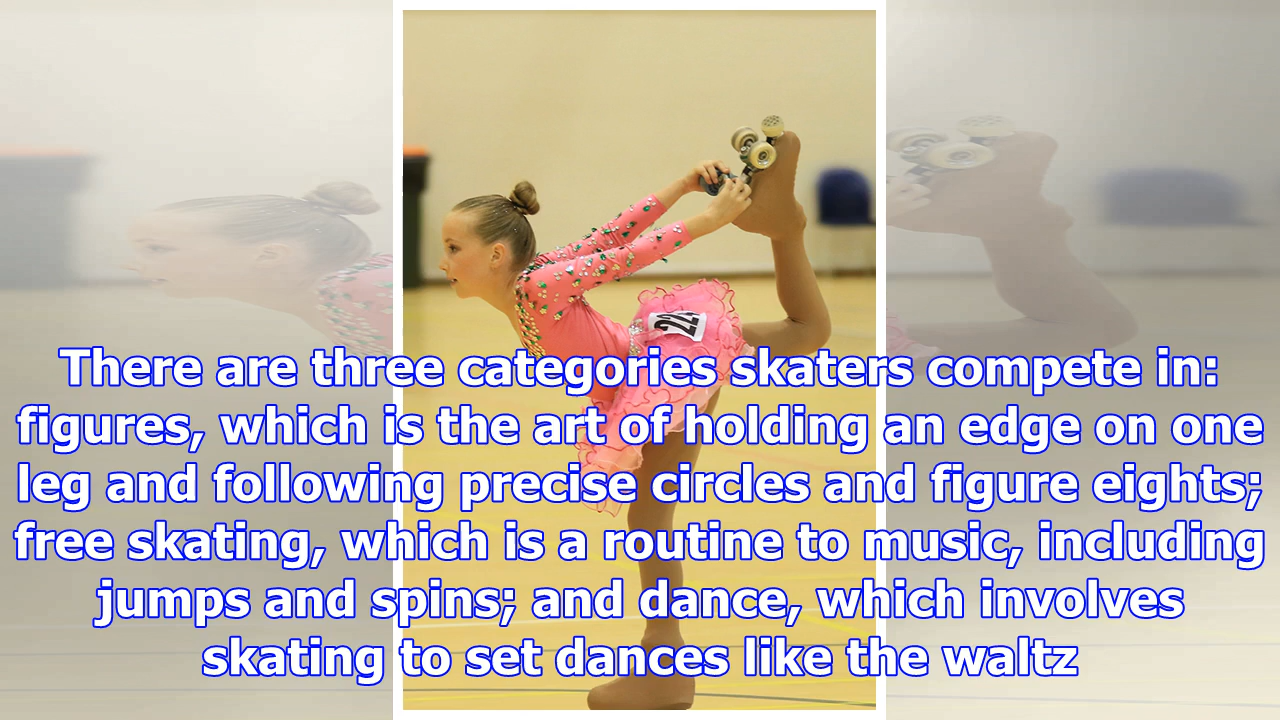 222
There are three categories skaters compete in:
figures, which is the art of holding an edge on one
leg and following precise circles and figure eights;
free skating, which is a routine to music, including
jumps and spins; and dance, which involves
skating to set dances like the waltz